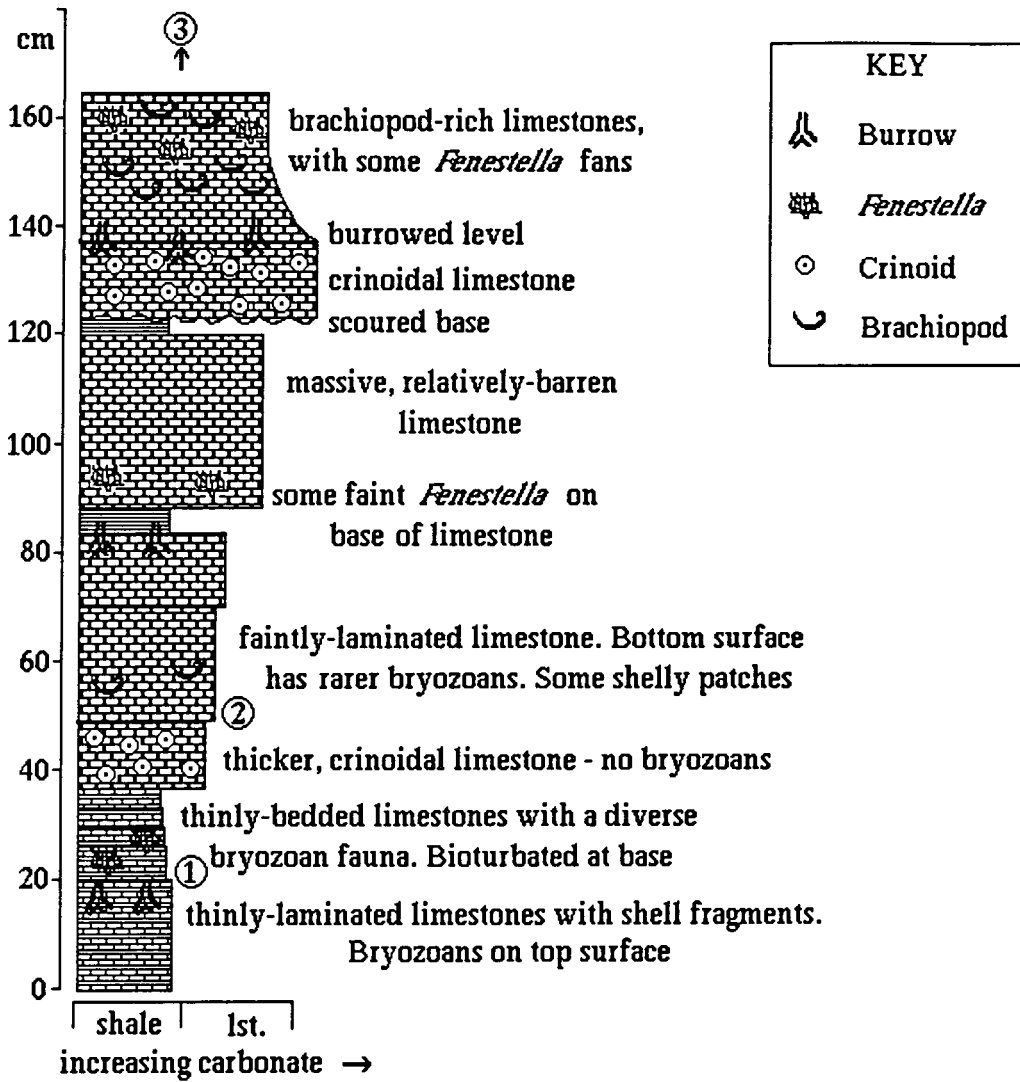 cm
③
160
140
120
100
80
60
40
20
0
brachiopod-rich limestones,
with some Fenestella fans
burrowed level
crinoidal limestone
scoured base
massive, relatively-barren
limestone
some faint Fenestella on
base of limestone
faintly-laminated limestone. Bottom surface
has rarer bryozoans. Some shelly patches
②
thicker, crinoidal limestone - no bryozoans
thinly-bedded limestones with a diverse
bryozoan fauna. Bioturbated at base
①
thinly-laminated limestones with shell fragments.
Bryozoans on top surface
shale lst.
increasing carbonate →
KEY
Burrow
Fenestella
Crinoid
Brachiopod